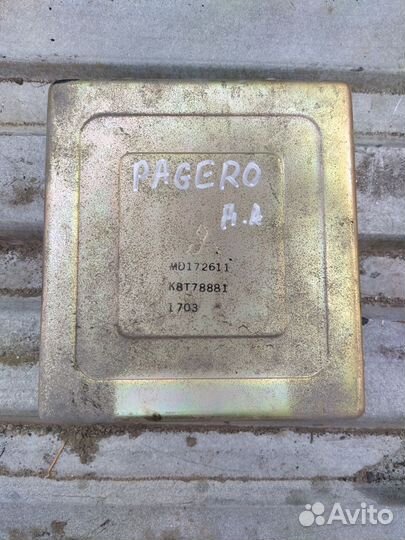 PAGERO
A.A
MD172611
K8T78881
1703
Avito